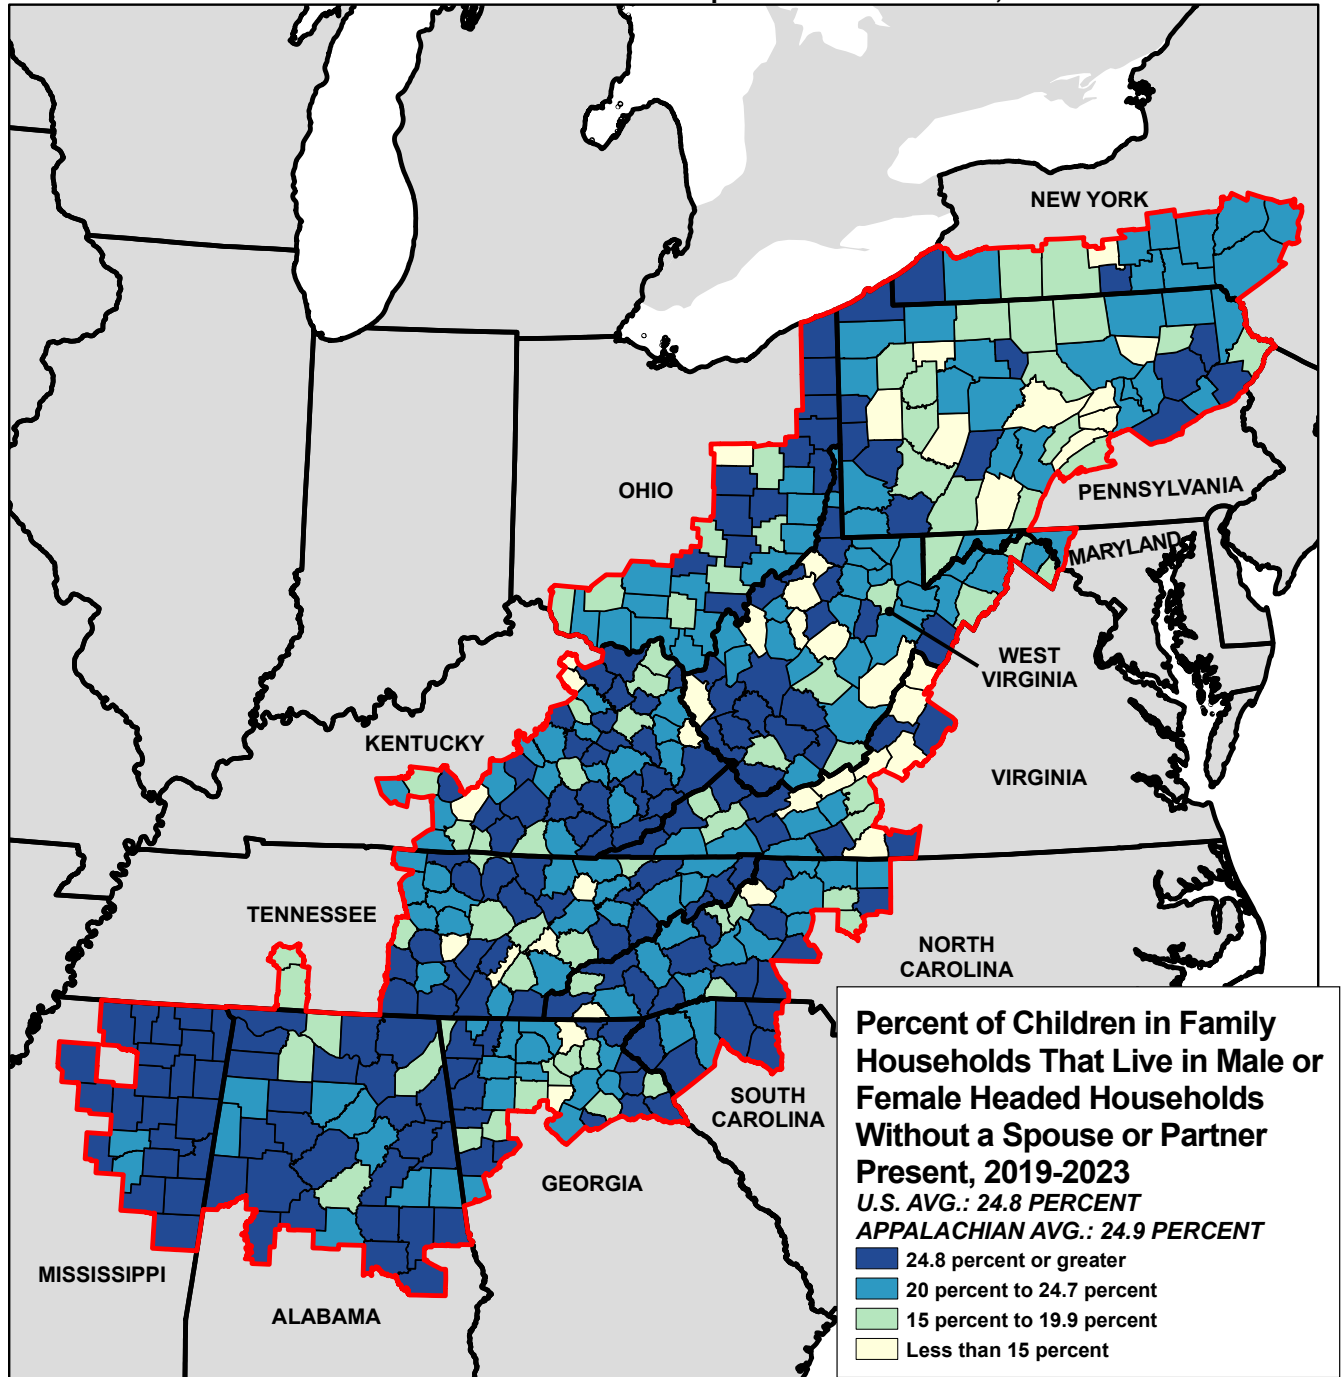 NEW YORK
OHIO
PENNSYLVANIA
MARYLAND
WEST
VIRGINIA
KENTUCKY
VIRGINIA
TENNESSEE
NORTH
CAROLINA
SOUTH
CAROLINA
GEORGIA
MISSISSIPPI
ALABAMA
Percent of Children in Family
Households That Live in Male or
Female Headed Households
Without a Spouse or Partner
Present, 2019-2023
U.S. AVG.: 24.8 PERCENT
APPALACHIAN AVG.: 24.9 PERCENT
24.8 percent or greater
20 percent to 24.7 percent
15 percent to 19.9 percent
Less than 15 percent